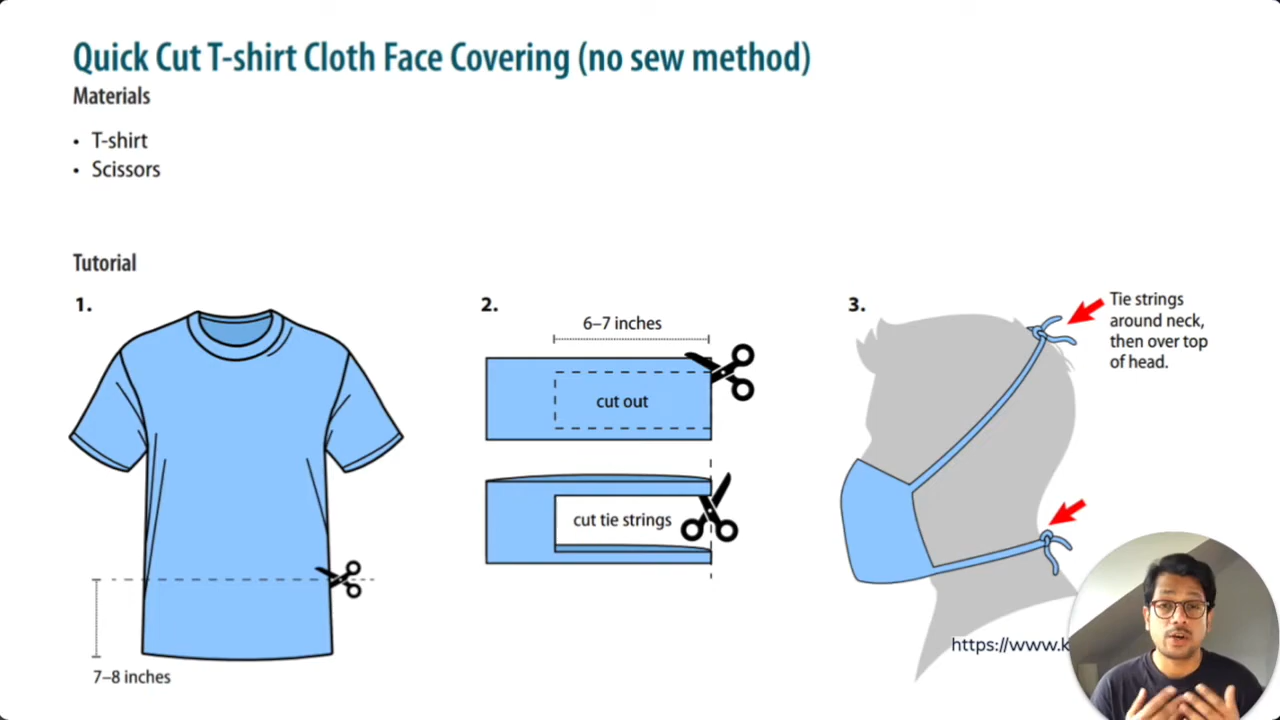 Quick Cut T-shirt Cloth Face Covering (no sew method)
Materials
• T-shirt
• Scissors
Tutorial
1.
7–8 inches
2.
6–7 inches
cut out
cut tie strings
3.
Tie strings
around neck,
then over top
of head.
https://www.k